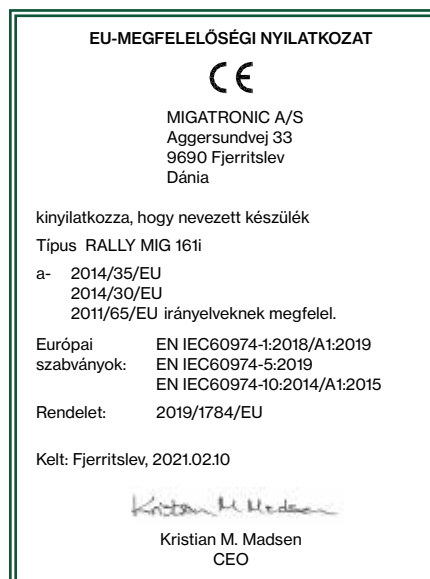 EU-MEGFELELŐSÉGI NYILATKOZAT
CE
MIGATRONIC A/S
Aggersundvej 33
9690 Fjerritslev
Dánia
kinyilatkozza, hogy nevezett készülék
Típus RALLY MIG 161i
a- 2014/35/EU
2014/30/EU
2011/65/EU irányelveknek megfelel.
Európai EN IEC60974-1:2018/A1:2019
szabványok: EN IEC60974-5:2019
EN IEC60974-10:2014/A1:2015
Rendelet: 2019/1784/EU
Kelt: Fjerritslev, 2021.02.10
Kristian M Madsen
Kristian M. Madsen
CEO